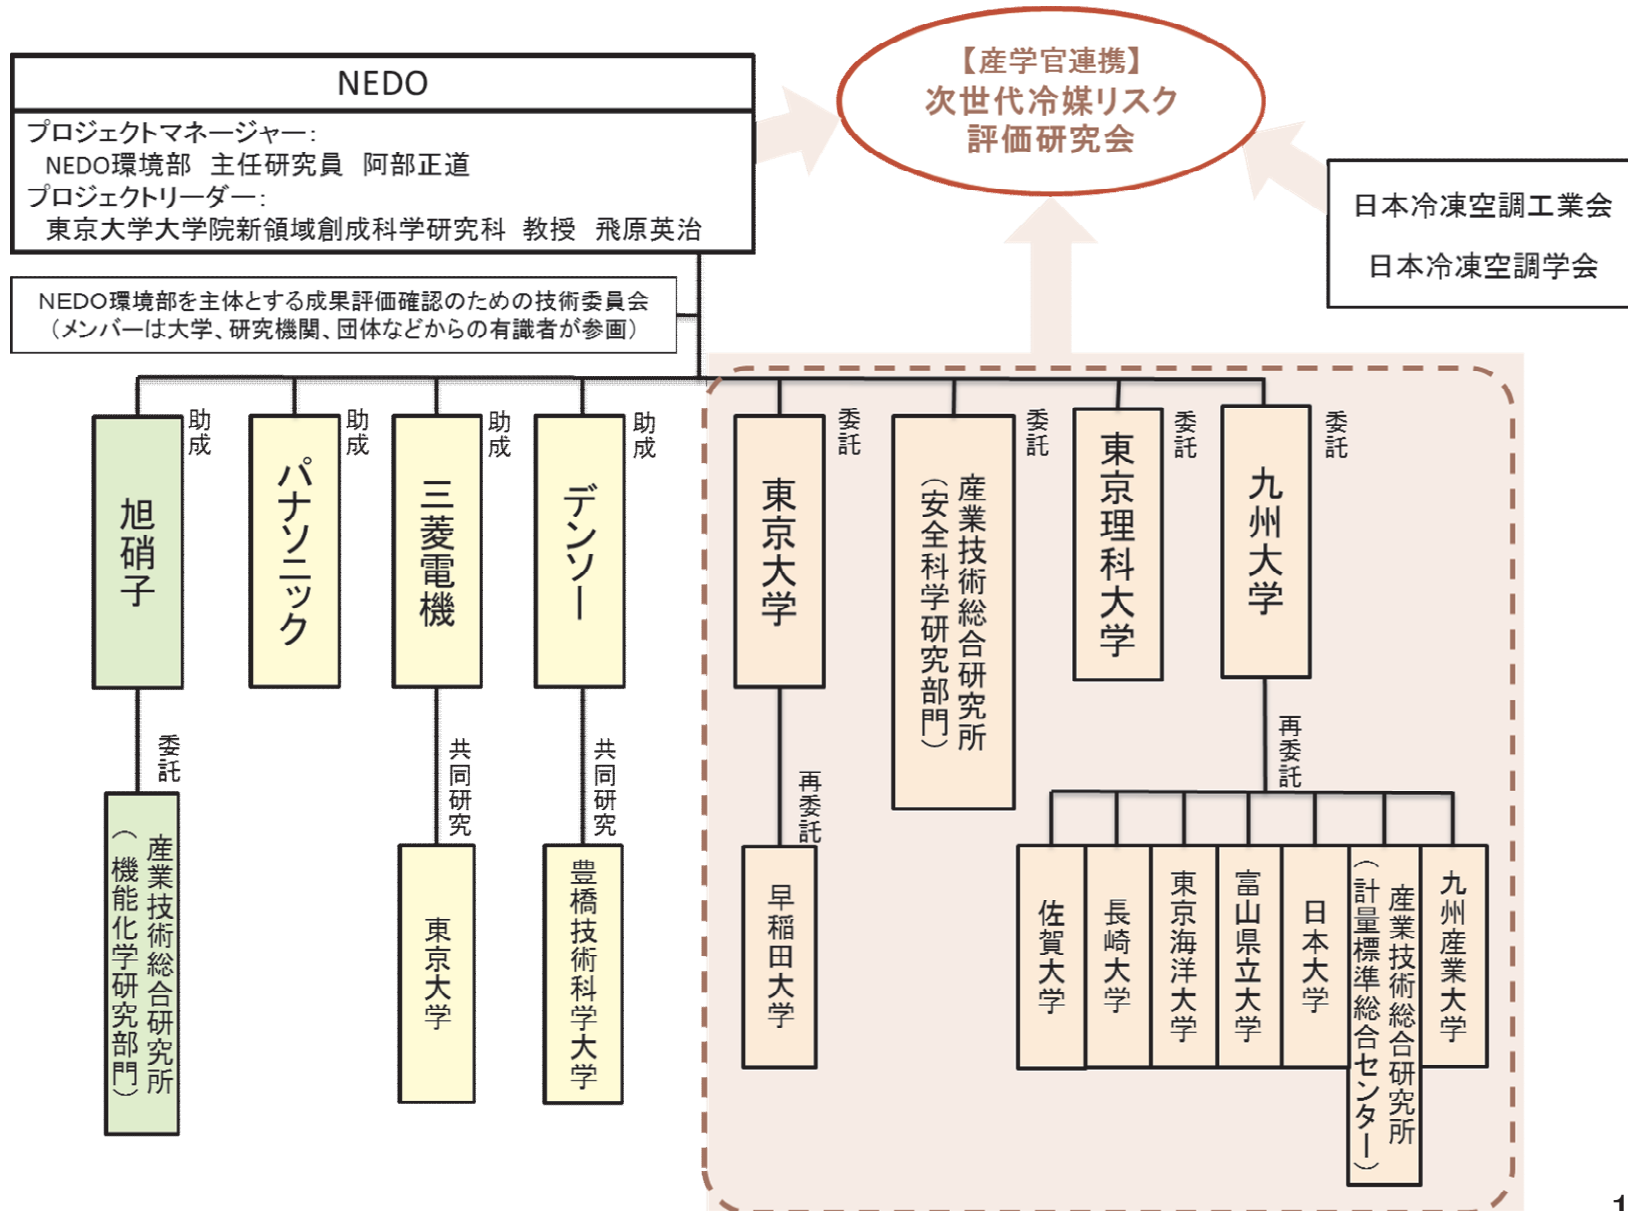 NEDO
プロジェクトマネージャー：
NEDO環境部 主任研究員 阿部正道
プロジェクトリーダー：
東京大学大学院新領域創成科学研究科 教授 飛原英治
【産学官連携】
次世代冷媒リスク
評価研究会
日本冷凍空調工業会
日本冷凍空調学会
NEDO環境部を主体とする成果評価確認のための技術委員会
（メンバーは大学、研究機関、団体などからの有識者が参画）
旭硝子
助成
パナソニック
助成
三菱電機
助成
デンソー
助成
東京大学
委託
産業技術総合研究所
（安全科学研究部門）
委託
東京理科大学
委託
九州大学
委託
委託
産業技術総合研究所
（機能化学研究部門）
共同研究
東京大学
共同研究
豊橋技術科学大学
再委託
早稲田大学
再委託
佐賀大学
長崎大学
東京海洋大学
富山県立大学
日本大学
産業技術総合研究所
（計量標準総合センター）
九州産業大学
1